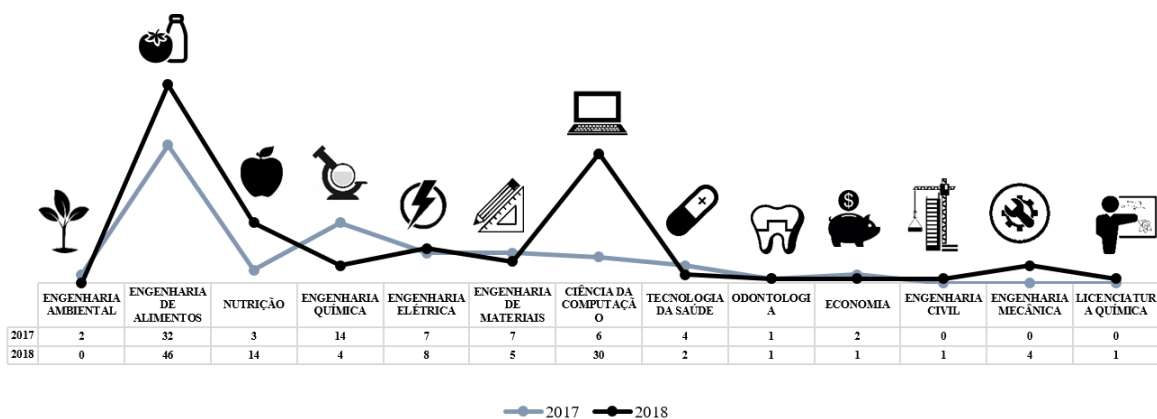 $
ENGENHARIA
AMBIENTAL
ENGENHARIA
DE
ALIMENTOS
NUTRIÇÃO
ENGENHARIA
QUÍMICA
ENGENHARIA
ELÉTRICA
ENGENHARIA
DE
MATERIAIS
CIÊNCIA DA
COMPUTAÇÃ
O
TECNOLOGIA
DA SAÚDE
ODONTOLOGI
A
ECONOMIA
ENGENHARIA
CIVIL
ENGENHARIA
MECÂNICA
LICENCIATUR
A QUÍMICA
2017 2 32 3 14 7 7 6 4 1 2 0 0 0
2018 0 46 14 4 8 5 30 2 1 1 1 4 1
2017 2018